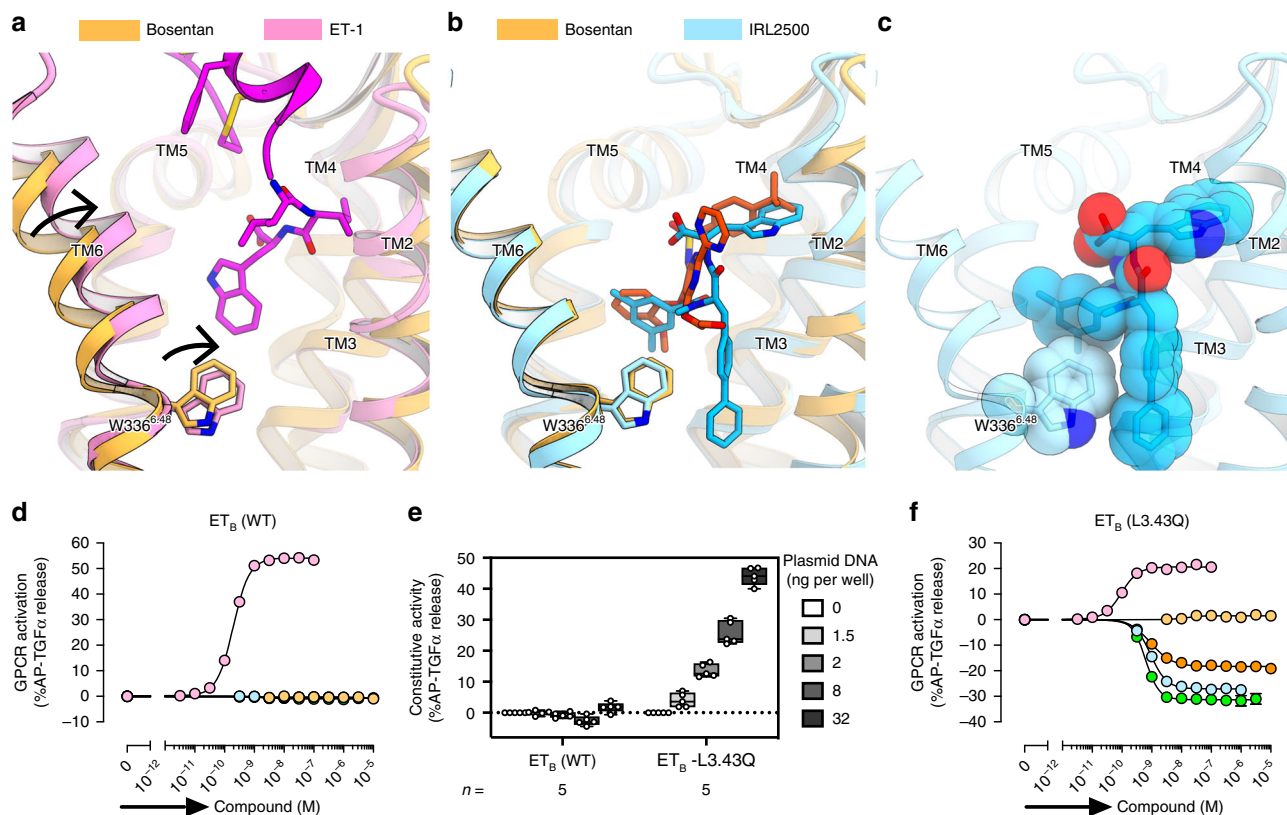 a
Bosentan
ET-1
TM5
TM4
TM6
TM2
TM3
W336^6.48
b
Bosentan
IRL2500
TM5
TM4
TM6
TM2
TM3
W336^6.48
c
TM5
TM4
TM6
TM2
TM3
W336^6.48
d
ET_B (WT)
GPCR activation
(%AP-TGFα release)
60
50
40
30
20
10
0
−10
0
10^−12
10^−11
10^−10
10^−9
10^−8
10^−7
10^−6
10^−5
Compound (M)
e
Constitutive activity
(%AP-TGFα release)
50
40
30
20
10
0
ET_B (WT)
ET_B -L3.43Q
n =
5
5
Plasmid DNA
(ng per well)
0
1.5
2
8
32
f
ET_B (L3.43Q)
GPCR activation
(%AP-TGFα release)
40
30
20
10
0
−10
−20
−30
−40
0
10^−12
10^−11
10^−10
10^−9
10^−8
10^−7
10^−6
10^−5
Compound (M)